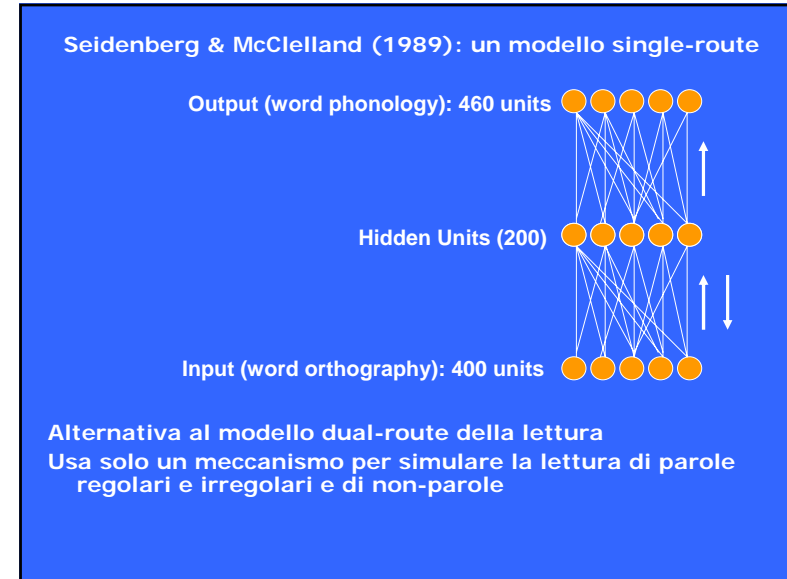 Seidenberg & McClelland (1989): un modello single-route
Output (word phonology): 460 units
Hidden Units (200)
Input (word orthography): 400 units
Alternativa al modello dual-route della lettura
Usa solo un meccanismo per simulare la lettura di parole
regolari e irregolari e di non-parole